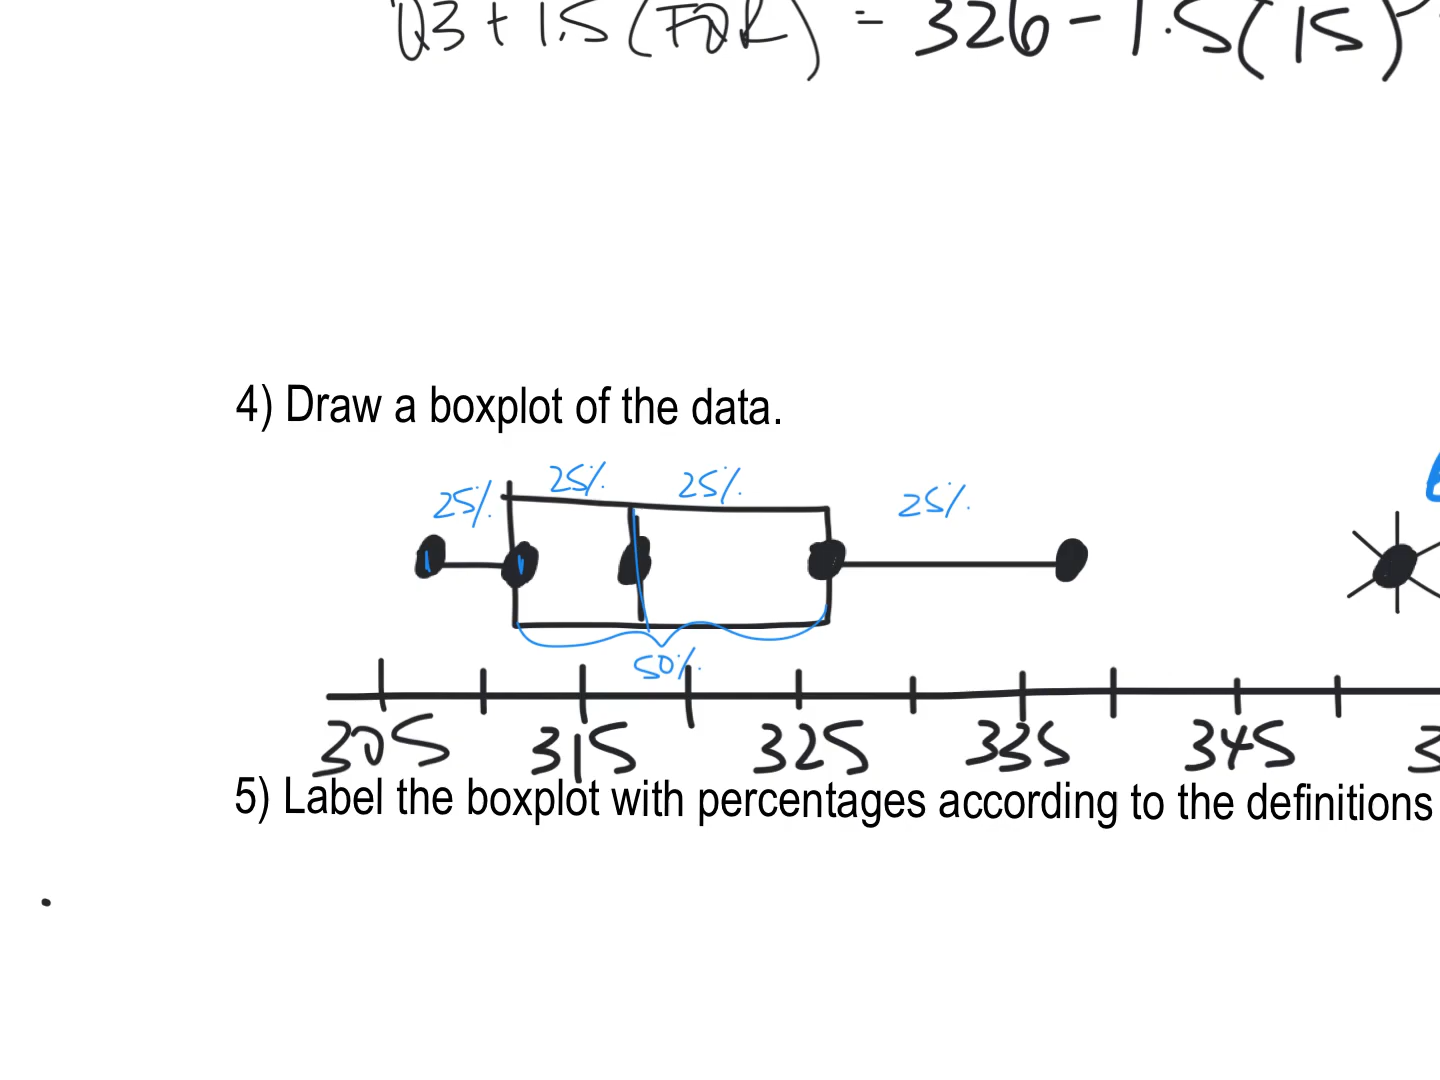 Q3 + 1.5 (IQR) = 326 - 1.5(15)
4) Draw a boxplot of the data.
25% 25% 25% 25%
50%
305 315 325 335 345 3
5) Label the boxplot with percentages according to the definitions